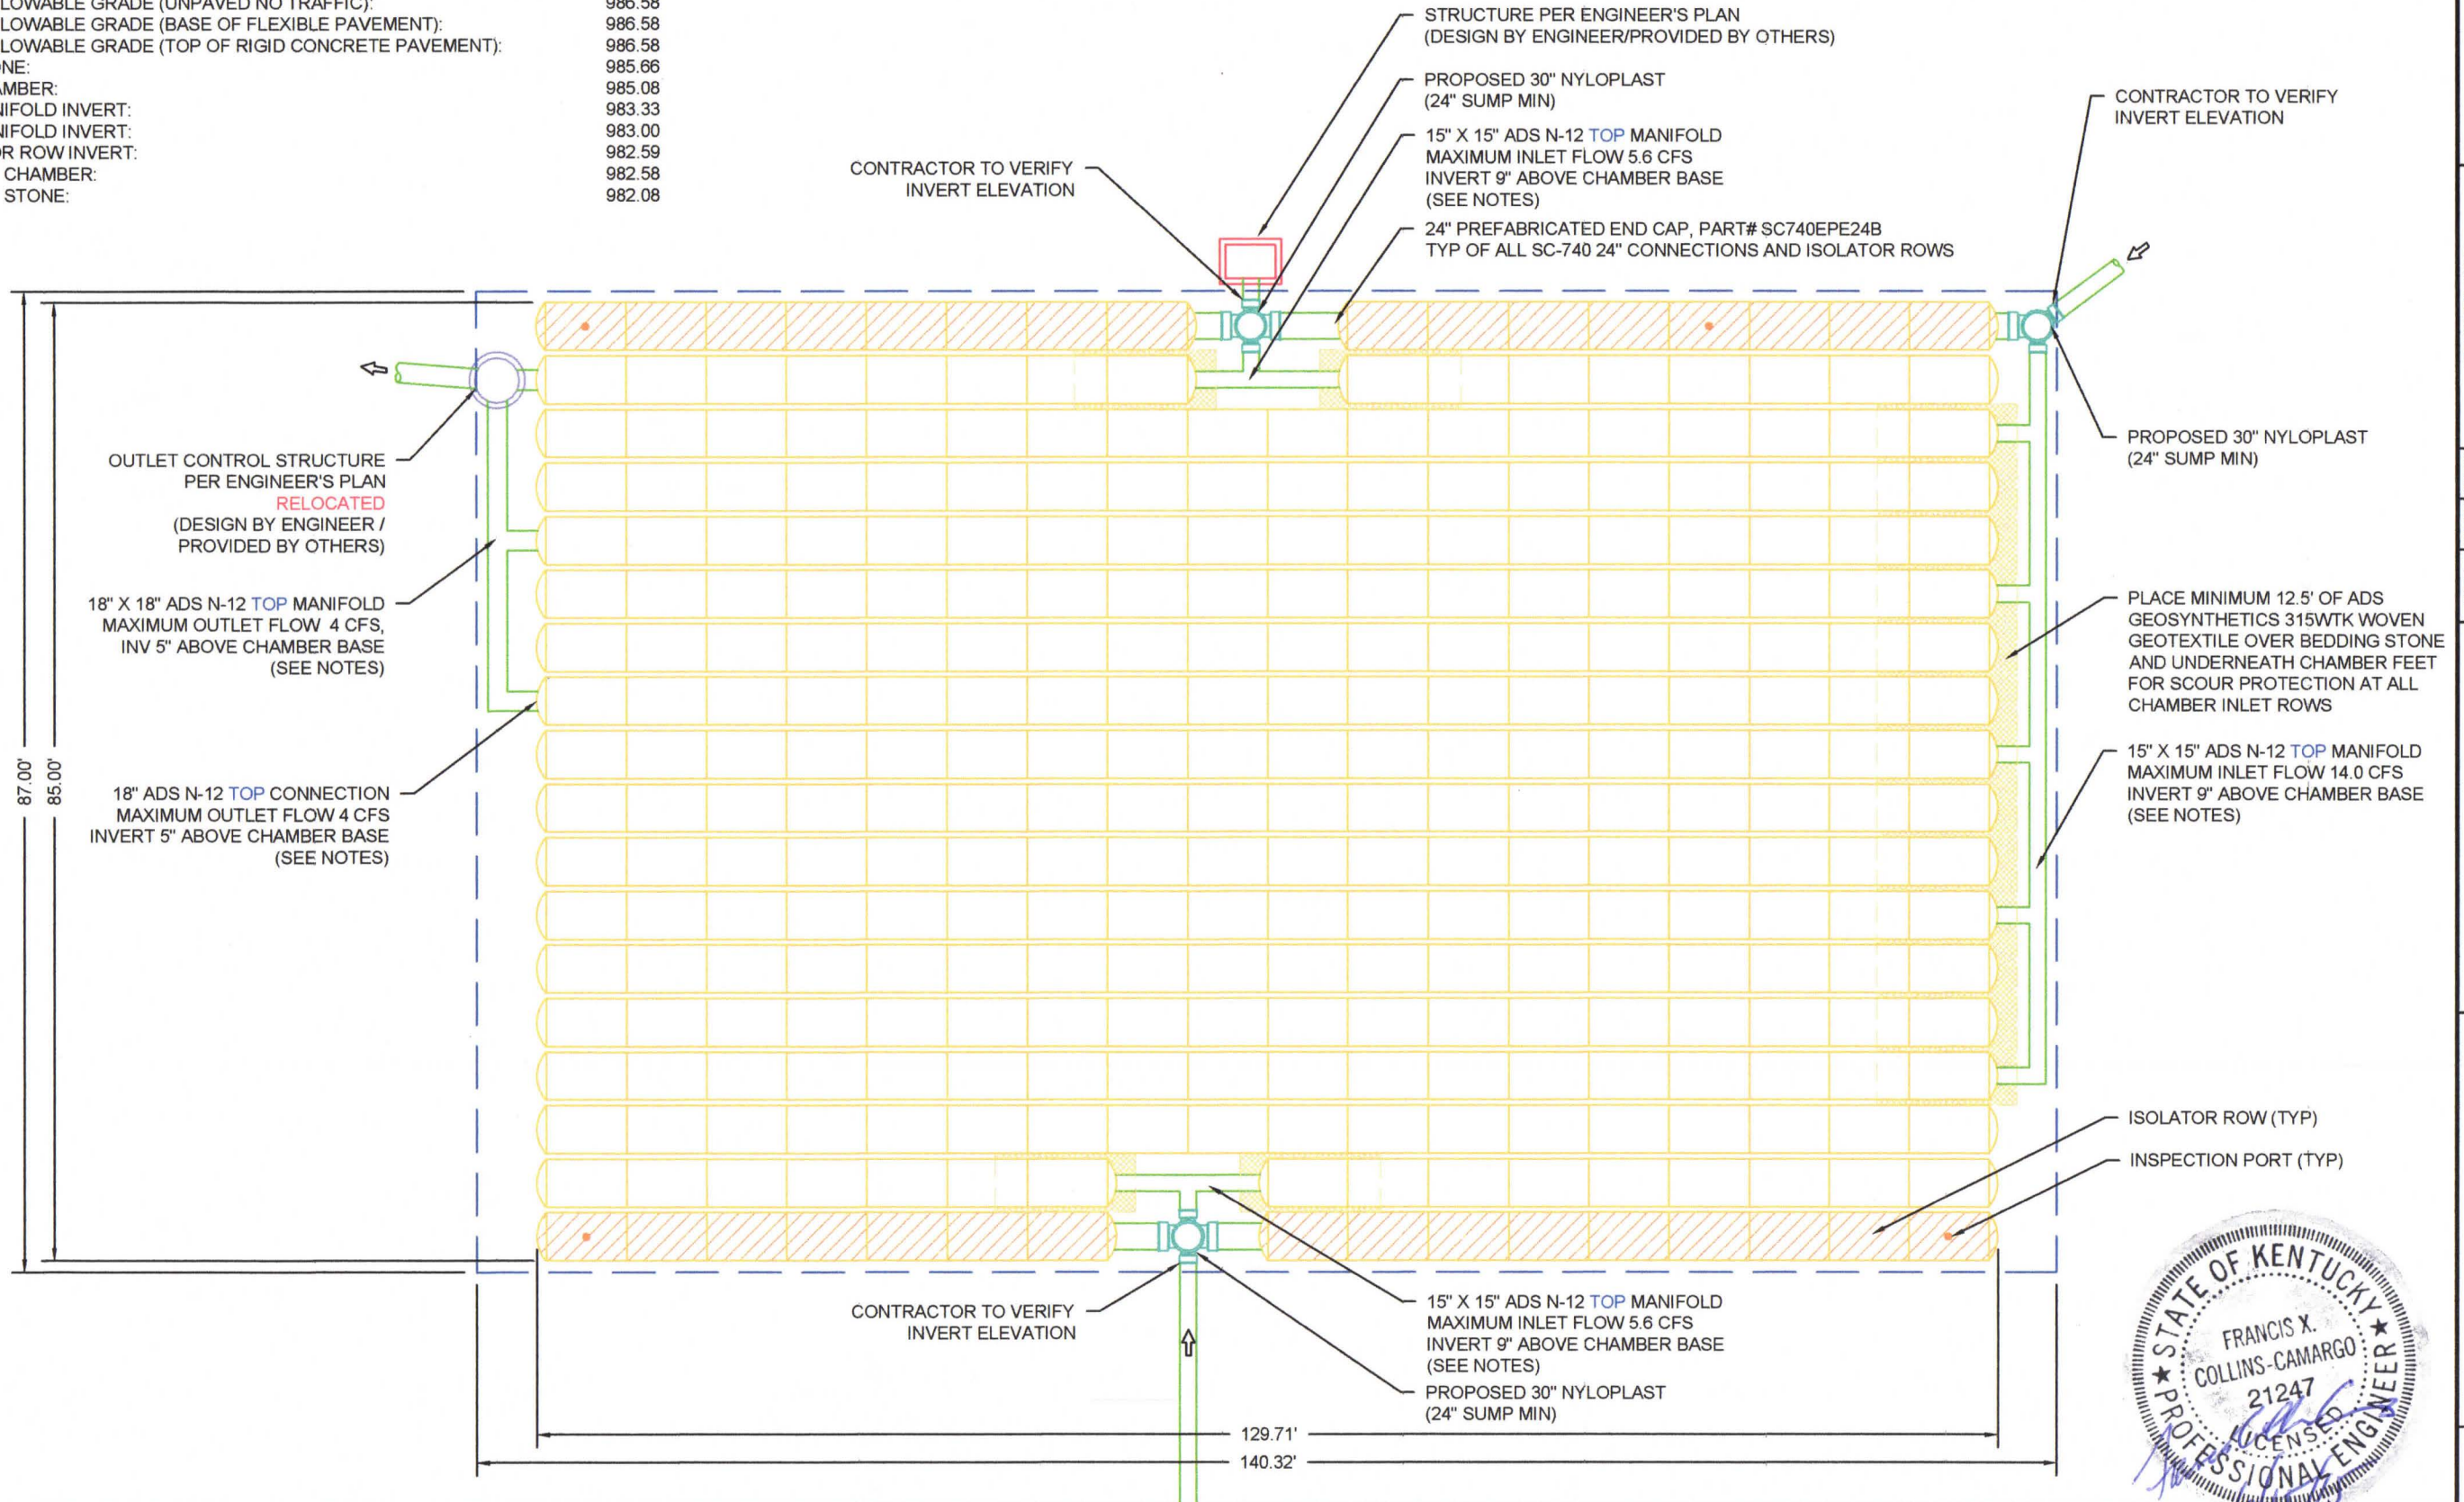 LOWABLE GRADE (UNPAVED NO TRAFFIC): 986.58
LOWABLE GRADE (BASE OF FLEXIBLE PAVEMENT): 986.58
LOWABLE GRADE (TOP OF RIGID CONCRETE PAVEMENT): 986.58
NE: 985.66
AMBER: 985.08
NIFOLD INVERT: 983.33
NIFOLD INVERT: 983.00
OR ROW INVERT: 982.59
CHAMBER: 982.58
STONE: 982.08
STRUCTURE PER ENGINEER'S PLAN
(DESIGN BY ENGINEER/PROVIDED BY OTHERS)
PROPOSED 30" NYLOPLAST
(24" SUMP MIN)
15" X 15" ADS N-12 TOP MANIFOLD
MAXIMUM INLET FLOW 5.6 CFS
INVERT 9" ABOVE CHAMBER BASE
(SEE NOTES)
24" PREFABRICATED END CAP, PART# SC740EPE24B
TYP OF ALL SC-740 24" CONNECTIONS AND ISOLATOR ROWS
CONTRACTOR TO VERIFY
INVERT ELEVATION
CONTRACTOR TO VERIFY
INVERT ELEVATION
PROPOSED 30" NYLOPLAST
(24" SUMP MIN)
OUTLET CONTROL STRUCTURE
PER ENGINEER'S PLAN
RELOCATED
(DESIGN BY ENGINEER /
PROVIDED BY OTHERS)
18" X 18" ADS N-12 TOP MANIFOLD
MAXIMUM OUTLET FLOW 4 CFS,
INV 5" ABOVE CHAMBER BASE
(SEE NOTES)
18" ADS N-12 TOP CONNECTION
MAXIMUM OUTLET FLOW 4 CFS
INVERT 5" ABOVE CHAMBER BASE
(SEE NOTES)
87.00'
85.00'
PLACE MINIMUM 12.5' OF ADS
GEOSYNTHETICS 315WTK WOVEN
GEOTEXTILE OVER BEDDING STONE
AND UNDERNEATH CHAMBER FEET
FOR SCOUR PROTECTION AT ALL
CHAMBER INLET ROWS
15" X 15" ADS N-12 TOP MANIFOLD
MAXIMUM INLET FLOW 14.0 CFS
INVERT 9" ABOVE CHAMBER BASE
(SEE NOTES)
ISOLATOR ROW (TYP)
INSPECTION PORT (TYP)
CONTRACTOR TO VERIFY
INVERT ELEVATION
15" X 15" ADS N-12 TOP MANIFOLD
MAXIMUM INLET FLOW 5.6 CFS
INVERT 9" ABOVE CHAMBER BASE
(SEE NOTES)
PROPOSED 30" NYLOPLAST
(24" SUMP MIN)
129.71'
140.32'
STATE OF KENTUCKY
FRANCIS X.
COLLINS-CAMARGO
21247
LICENSED
PROFESSIONAL ENGINEER